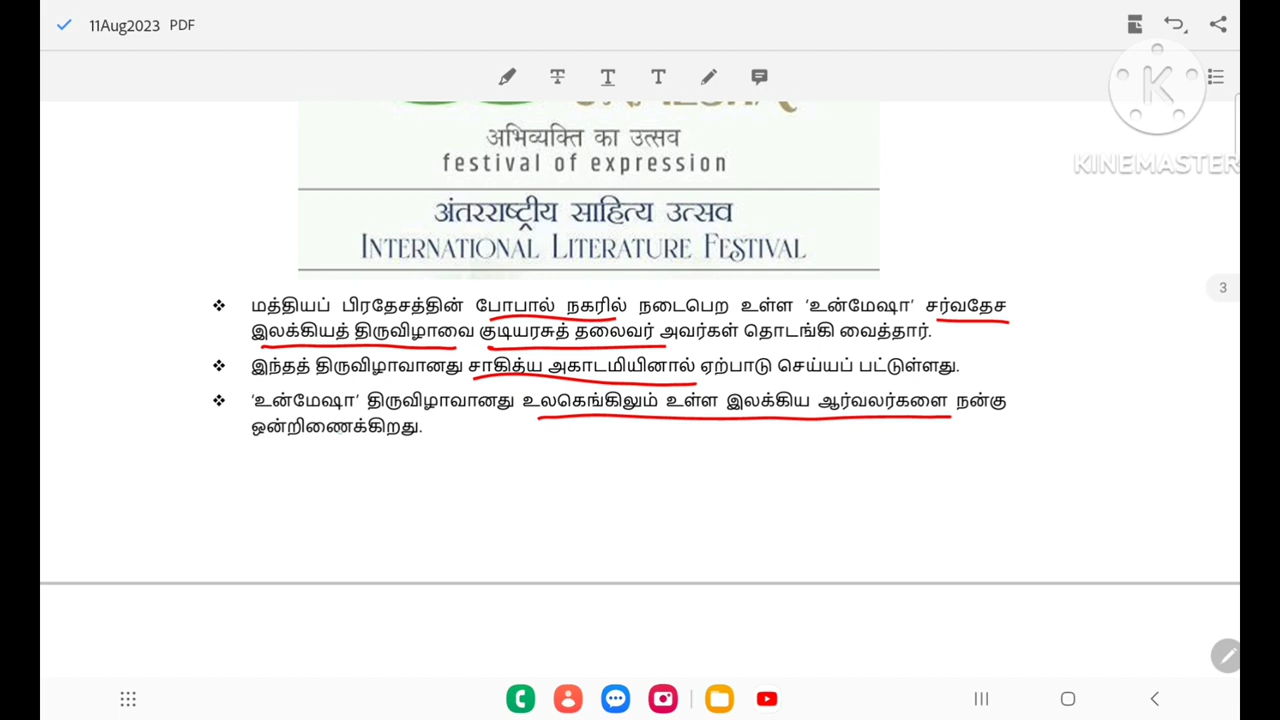 11Aug2023 PDF
अभिव्यक्ति का उत्सव
festival of expression
अंतरराष्ट्रीय साहित्य उत्सव
INTERNATIONAL LITERATURE FESTIVAL
KINEMASTER
3
❖ மத்தியப் பிரதேசத்தின் போபால் நகரில் நடைபெற உள்ள 'உன்மேஷா' சர்வதேச
இலக்கியத் திருவிழாவை குடியரசுத் தலைவர் அவர்கள் தொடங்கி வைத்தார்.
❖ இந்தத் திருவிழாவானது சாகித்ய அகாடமியினால் ஏற்பாடு செய்யப் பட்டுள்ளது.
❖ 'உன்மேஷா' திருவிழாவானது உலகெங்கிலும் உள்ள இலக்கிய ஆர்வலர்களை நன்கு
ஒன்றிணைக்கிறது.